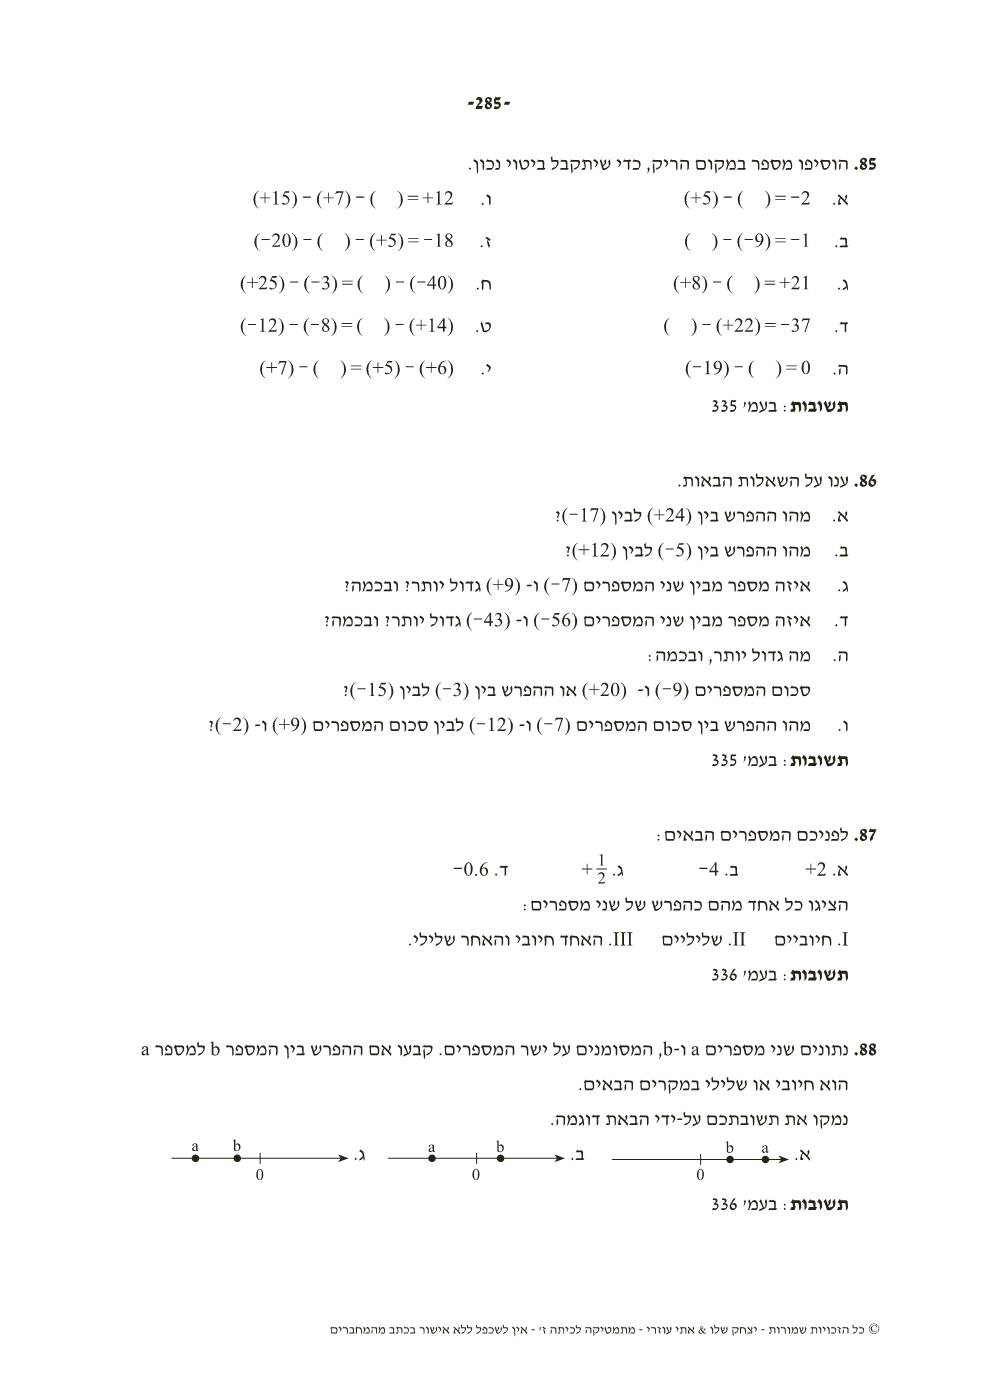 -285-
85. הוסיפו מספר במקום הריק, כדי שיתקבל ביטוי נכון.
א. (+5) − (   ) = −2
ו. (+15) − (+7) − (   ) = +12
ב. (   ) − (−9) = −1
ז. (−20) − (   ) − (+5) = −18
ג. (+8) − (   ) = +21
ח. (+25) − (−3) = (   ) − (−40)
ד. (   ) − (+22) = −37
ט. (−12) − (−8) = (   ) − (+14)
ה. (−19) − (   ) = 0
י. (+7) − (   ) = (+5) − (+6)
תשובות: בעמ׳ 335
86. ענו על השאלות הבאות.
א. מהו ההפרש בין (+24) לבין (−17)?
ב. מהו ההפרש בין (−5) לבין (+12)?
ג. איזה מספר מבין שני המספרים (−7) ו- (+9) גדול יותר? ובכמה?
ד. איזה מספר מבין שני המספרים (−56) ו- (−43) גדול יותר? ובכמה?
ה. מה גדול יותר, ובכמה:
סכום המספרים (−9) ו- (+20) או ההפרש בין (−3) לבין (−15)?
ו. מהו ההפרש בין סכום המספרים (−7) ו- (−12) לבין סכום המספרים (+9) ו- (−2)?
תשובות: בעמ׳ 335
87. לפניכם המספרים הבאים:
א. +2 ב. −4 ג. +1/2 ד. −0.6
הציגו כל אחד מהם כהפרש של שני מספרים:
I. חיוביים II. שליליים III. האחד חיובי והאחר שלילי.
תשובות: בעמ׳ 336
88. נתונים שני מספרים a ו-b, המסומנים על ישר המספרים. קבעו אם ההפרש בין המספר b למספר a
הוא חיובי או שלילי במקרים הבאים.
נמקו את תשובתכם על-ידי הבאת דוגמה.
א. 0 b a
ב. a 0 b
ג. a b 0
תשובות: בעמ׳ 336
© כל הזכויות שמורות - יצחק שלו & אתי עוזרי - מתמטיקה לכיתה ז׳ - אין לשכפל ללא אישור בכתב מהמחברים